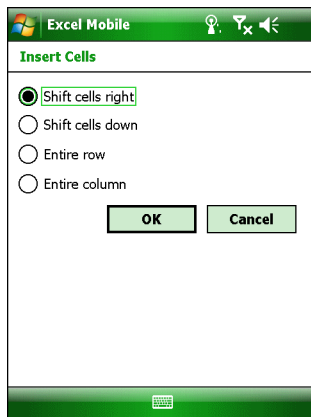 Excel Mobile
Insert Cells
Shift cells right
Shift cells down
Entire row
Entire column
OK Cancel